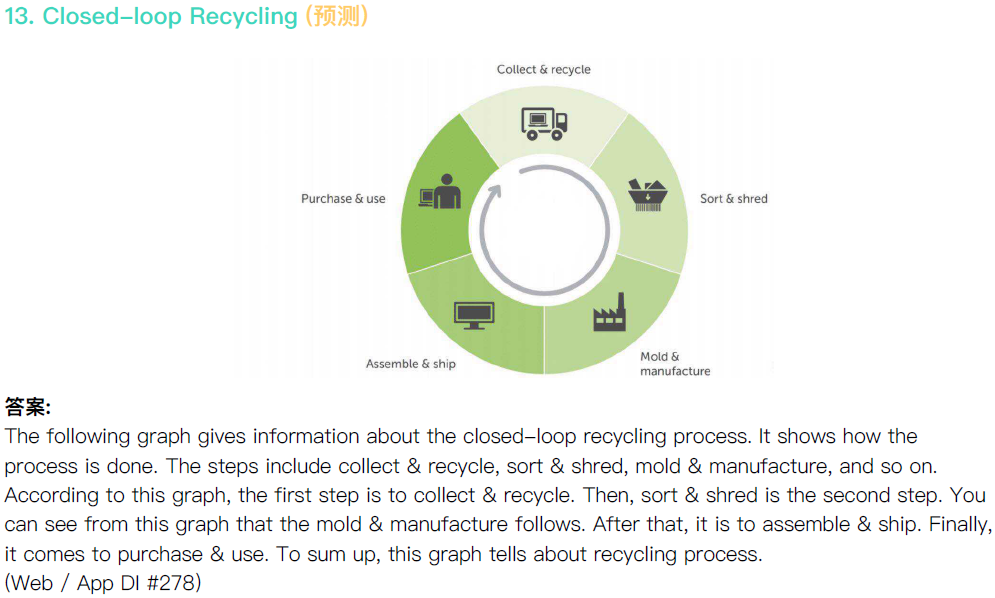 13. Closed-loop Recycling (预测)
Collect & recycle
Purchase & use
Sort & shred
Assemble & ship
Mold &
manufacture
答案:
The following graph gives information about the closed-loop recycling process. It shows how the
process is done. The steps include collect & recycle, sort & shred, mold & manufacture, and so on.
According to this graph, the first step is to collect & recycle. Then, sort & shred is the second step. You
can see from this graph that the mold & manufacture follows. After that, it is to assemble & ship. Finally,
it comes to purchase & use. To sum up, this graph tells about recycling process.
(Web / App DI #278)